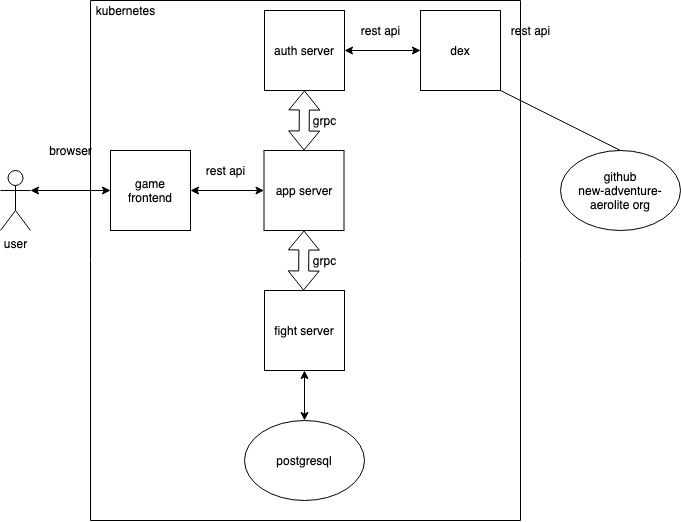 kubernetes
rest api
rest api
auth server
dex
grpc
browser
rest api
game
frontend
app server
github
new-adventure-
aerolite org
user
grpc
fight server
postgresql